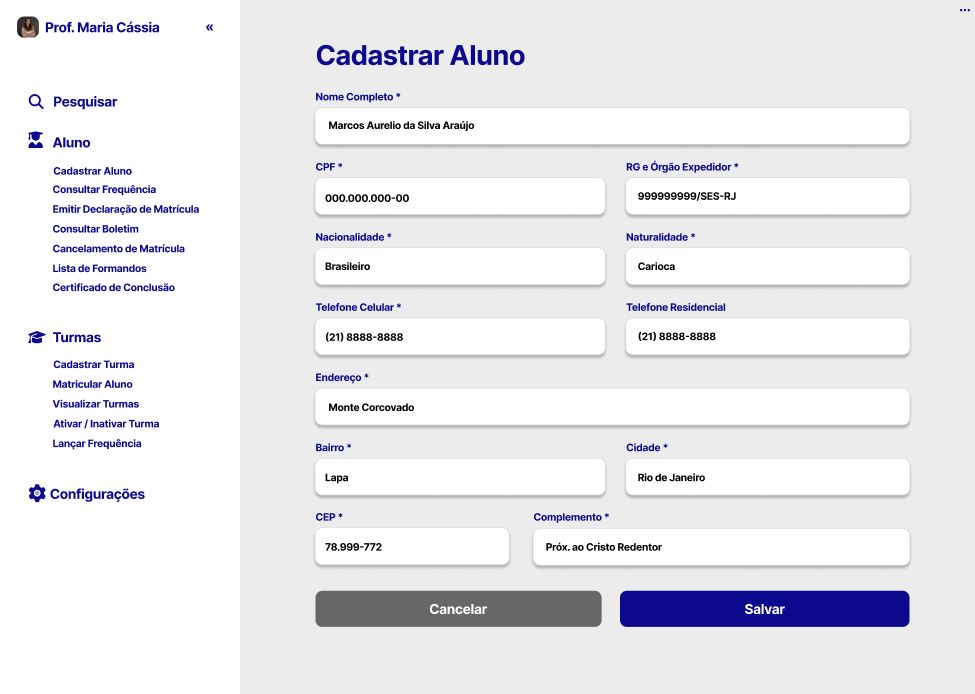 Prof. Maria Cássia «
Pesquisar
Aluno
Cadastrar Aluno
Consultar Frequência
Emitir Declaração de Matrícula
Consultar Boletim
Cancelamento de Matrícula
Lista de Formandos
Certificado de Conclusão
Turmas
Cadastrar Turma
Matricular Aluno
Visualizar Turmas
Ativar / Inativar Turma
Lançar Frequência
Configurações
...
Cadastrar Aluno
Nome Completo *
Marcos Aurelio da Silva Araújo
CPF *
000.000.000-00
RG e Órgão Expedidor *
999999999/SES-RJ
Nacionalidade *
Brasileiro
Naturalidade *
Carioca
Telefone Celular *
(21) 8888-8888
Telefone Residencial
(21) 8888-8888
Endereço *
Monte Corcovado
Bairro *
Lapa
Cidade *
Rio de Janeiro
CEP *
78.999-772
Complemento *
Próx. ao Cristo Redentor
Cancelar
Salvar